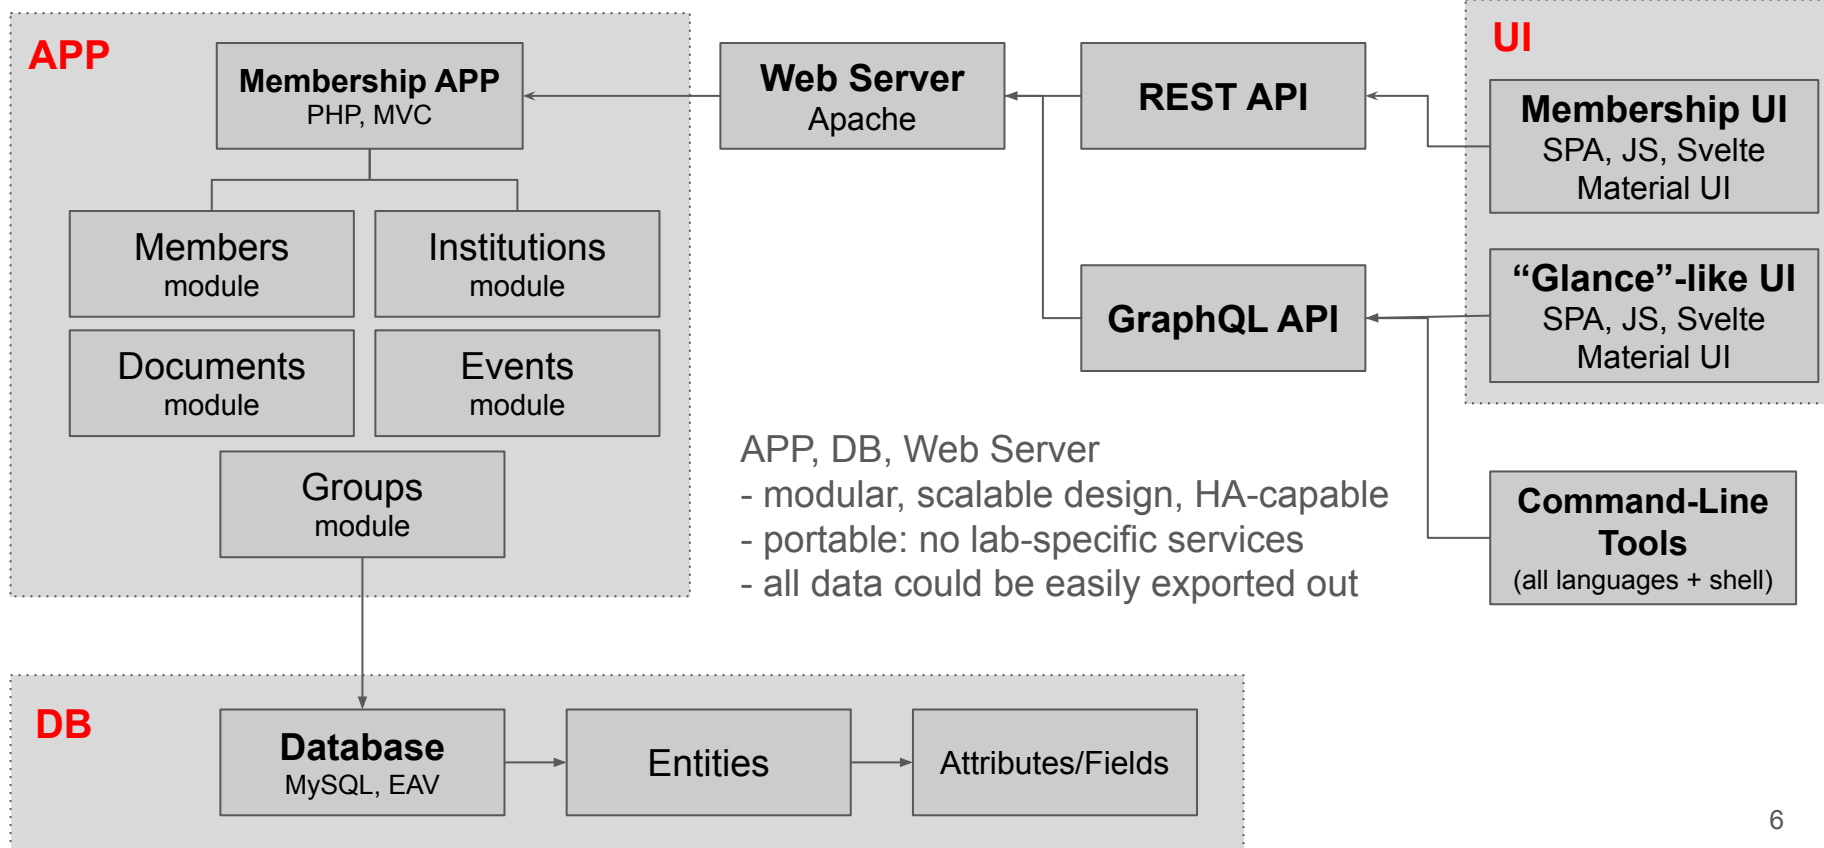 APP
Membership APP
PHP, MVC
Members
module
Institutions
module
Documents
module
Events
module
Groups
module
Web Server
Apache
REST API
GraphQL API
UI
Membership UI
SPA, JS, Svelte
Material UI
“Glance”-like UI
SPA, JS, Svelte
Material UI
Command-Line
Tools
(all languages + shell)
APP, DB, Web Server
- modular, scalable design, HA-capable
- portable: no lab-specific services
- all data could be easily exported out
DB
Database
MySQL, EAV
Entities
Attributes/Fields
6